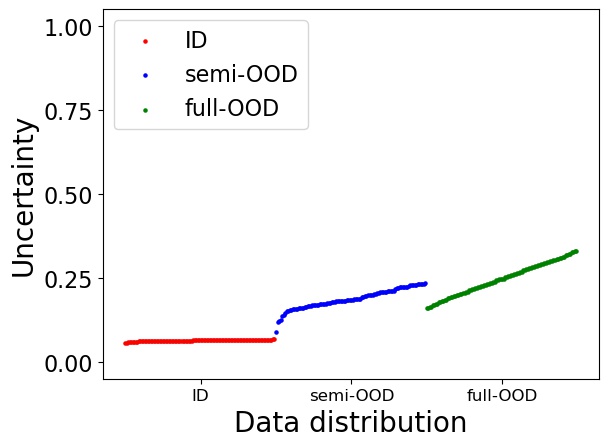 1.00
0.75
0.50
0.25
0.00
Uncertainty
ID
semi-OOD
full-OOD
ID semi-OOD full-OOD
Data distribution